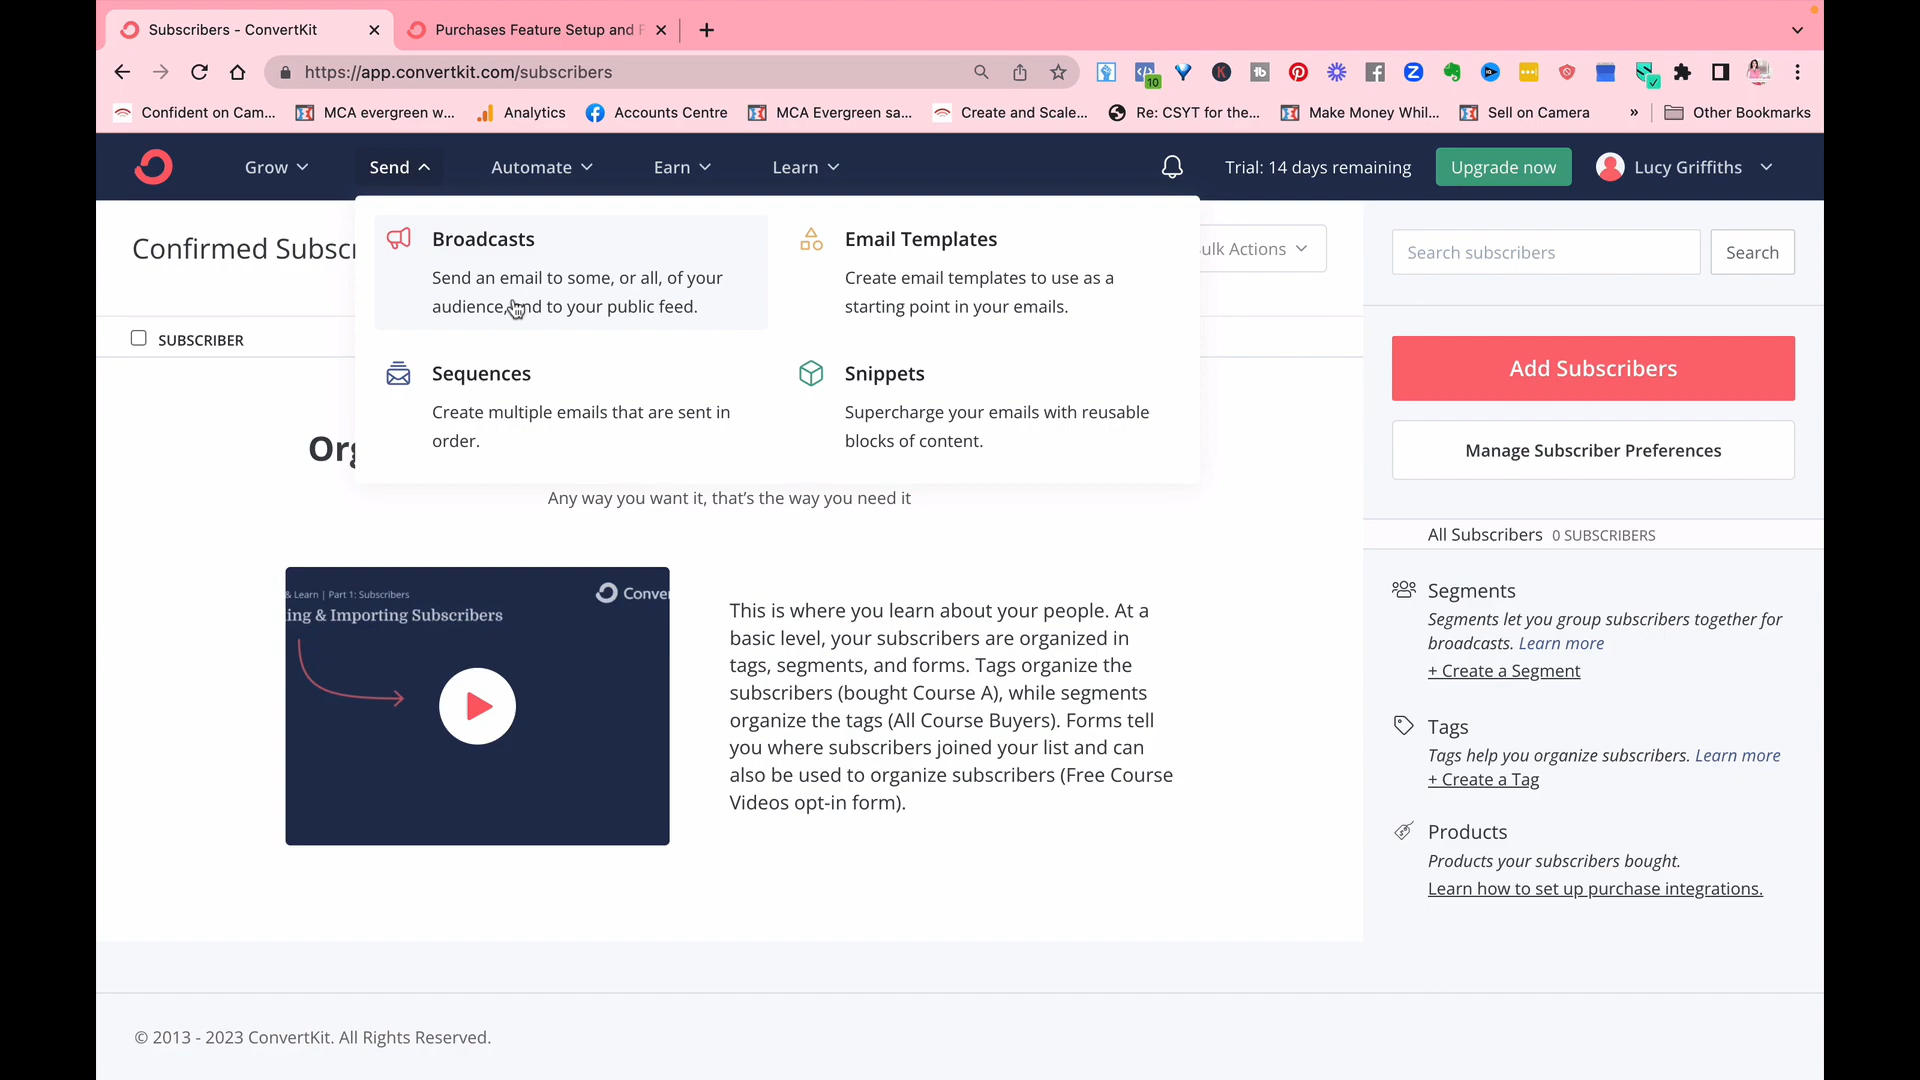 Subscribers - ConvertKit
Purchases Feature Setup and F
https://app.convertkit.com/subscribers
10
Confident on Cam...
MCA evergreen w...
Analytics
Accounts Centre
MCA Evergreen sa...
Create and Scale...
Re: CSYT for the...
Make Money Whil...
Sell on Camera
»
Other Bookmarks
Grow
Send
Automate
Earn
Learn
Trial: 14 days remaining
Upgrade now
Lucy Griffiths
Confirmed Subscr
Broadcasts
Send an email to some, or all, of your
audience, and to your public feed.
Email Templates
Create email templates to use as a
starting point in your emails.
Sequences
Create multiple emails that are sent in
order.
Snippets
Supercharge your emails with reusable
blocks of content.
ulk Actions
Search subscribers
Search
SUBSCRIBER
Add Subscribers
Manage Subscriber Preferences
Org
Any way you want it, that's the way you need it
& Learn | Part 1: Subscribers
ing & Importing Subscribers
Conver
This is where you learn about your people. At a
basic level, your subscribers are organized in
tags, segments, and forms. Tags organize the
subscribers (bought Course A), while segments
organize the tags (All Course Buyers). Forms tell
you where subscribers joined your list and can
also be used to organize subscribers (Free Course
Videos opt-in form).
All Subscribers 0 SUBSCRIBERS
Segments
Segments let you group subscribers together for
broadcasts. Learn more
+ Create a Segment
Tags
Tags help you organize subscribers. Learn more
+ Create a Tag
Products
Products your subscribers bought.
Learn how to set up purchase integrations.
© 2013 - 2023 ConvertKit. All Rights Reserved.